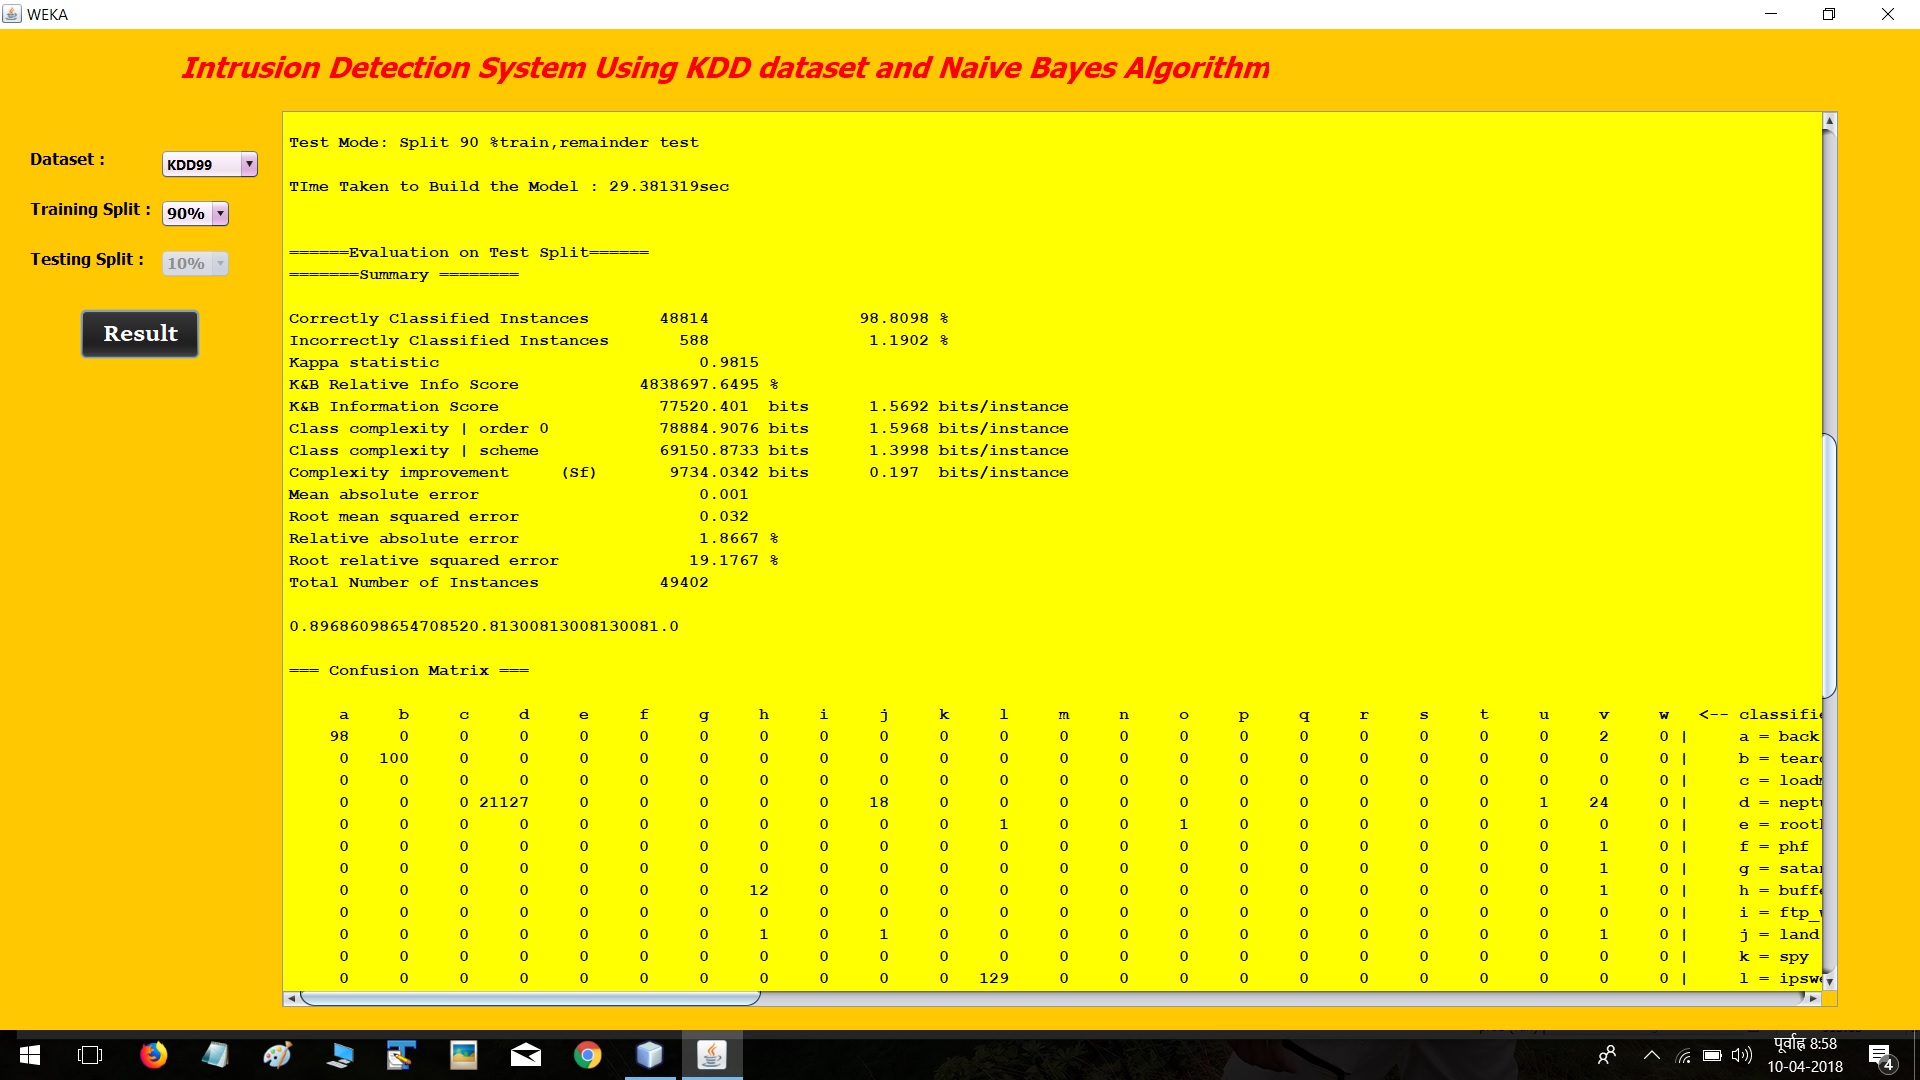 WEKA
Intrusion Detection System Using KDD dataset and Naive Bayes Algorithm
Dataset : KDD99
Training Split : 90%
Testing Split : 10%
Result
Test Mode: Split 90 %train,remainder test
TIme Taken to Build the Model : 29.381319sec
======Evaluation on Test Split======
=======Summary ========
Correctly Classified Instances 48814 98.8098 %
Incorrectly Classified Instances 588 1.1902 %
Kappa statistic 0.9815
K&B Relative Info Score 4838697.6495 %
K&B Information Score 77520.401 bits 1.5692 bits/instance
Class complexity | order 0 78884.9076 bits 1.5968 bits/instance
Class complexity | scheme 69150.8733 bits 1.3998 bits/instance
Complexity improvement (Sf) 9734.0342 bits 0.197 bits/instance
Mean absolute error 0.001
Root mean squared error 0.032
Relative absolute error 1.8667 %
Root relative squared error 19.1767 %
Total Number of Instances 49402
0.89686098654708520.81300813008130081.0
=== Confusion Matrix ===
a b c d e f g h i j k l m n o p q r s t u v w <-- classifie
98 0 0 0 0 0 0 0 0 0 0 0 0 0 0 0 0 0 0 0 0 2 0 | a = back
0 100 0 0 0 0 0 0 0 0 0 0 0 0 0 0 0 0 0 0 0 0 0 | b = tear
0 0 0 0 0 0 0 0 0 0 0 0 0 0 0 0 0 0 0 0 0 0 0 | c = load
0 0 0 21127 0 0 0 0 0 18 0 0 0 0 0 0 0 0 0 0 1 24 0 | d = nept
0 0 0 0 0 0 0 0 0 0 0 1 0 0 1 0 0 0 0 0 0 0 0 | e = root
0 0 0 0 0 0 0 0 0 0 0 0 0 0 0 0 0 0 0 0 0 1 0 | f = phf
0 0 0 0 0 0 0 0 0 0 0 0 0 0 0 0 0 0 0 0 0 1 0 | g = sata
0 0 0 0 0 0 0 12 0 0 0 0 0 0 0 0 0 0 0 0 0 1 0 | h = buff
0 0 0 0 0 0 0 0 0 0 0 0 0 0 0 0 0 0 0 0 0 0 0 | i = ftp_
0 0 0 0 0 0 0 1 0 1 0 0 0 0 0 0 0 0 0 0 0 1 0 | j = land
0 0 0 0 0 0 0 0 0 0 0 0 0 0 0 0 0 0 0 0 0 0 0 | k = spy
0 0 0 0 0 0 0 0 0 0 0 129 0 0 0 0 0 0 0 0 0 0 0 | l = ipsw
पूर्वाह्न 8:58
10-04-2018
4